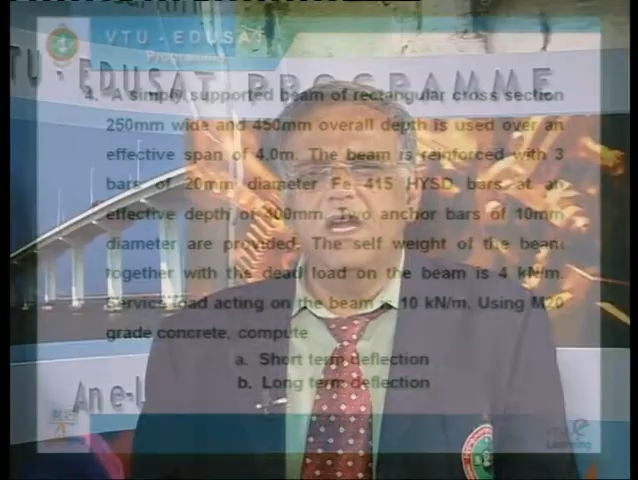 VTU - EDUSAT
Programme
TU - EDUSAT PROGRAMME
4. A simply supported beam of rectangular cross section
250mm wide and 450mm overall depth is used over an
effective span of 4.0m. The beam is reinforced with 3
bars of 20mm diameter Fe 415 HYSD bars at an
effective depth of 400mm. Two anchor bars of 10mm
diameter are provided. The self weight of the beam
together with the dead load on the beam is 4 kN/m.
Service load acting on the beam is 10 kN/m. Using M20
grade concrete, compute
a. Short term deflection
b. Long term deflection
An e-L
Learning